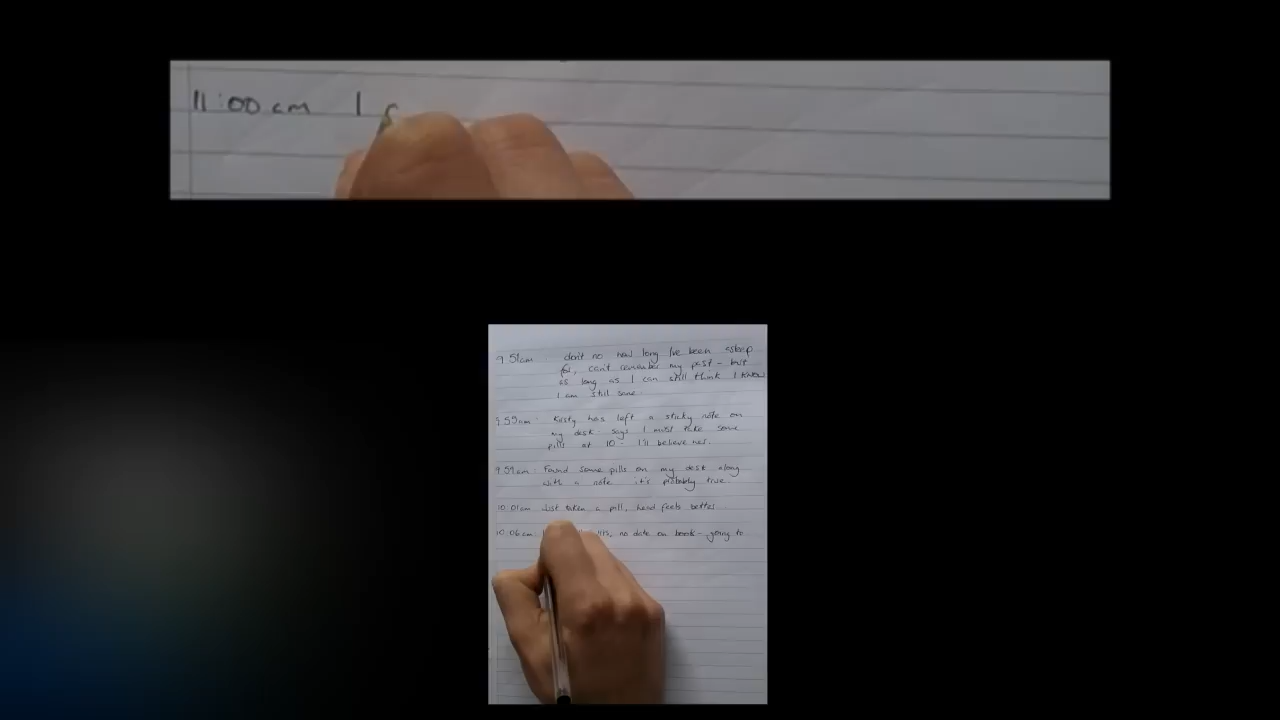 11:00am I
9.51am: don't no how long I've been asleep
for, can't remember my past - but
as long as I can still think I KNOW
I am still sane.
9.55am: Kirsty has left a sticky note on
my desk. says I must take some
pills at 10. I'll believe her.
9.59am: Found some pills on my desk along
with a note it's probably true.
10.01am Just taken a pill, head feels better
10.06am: no date on book - going to